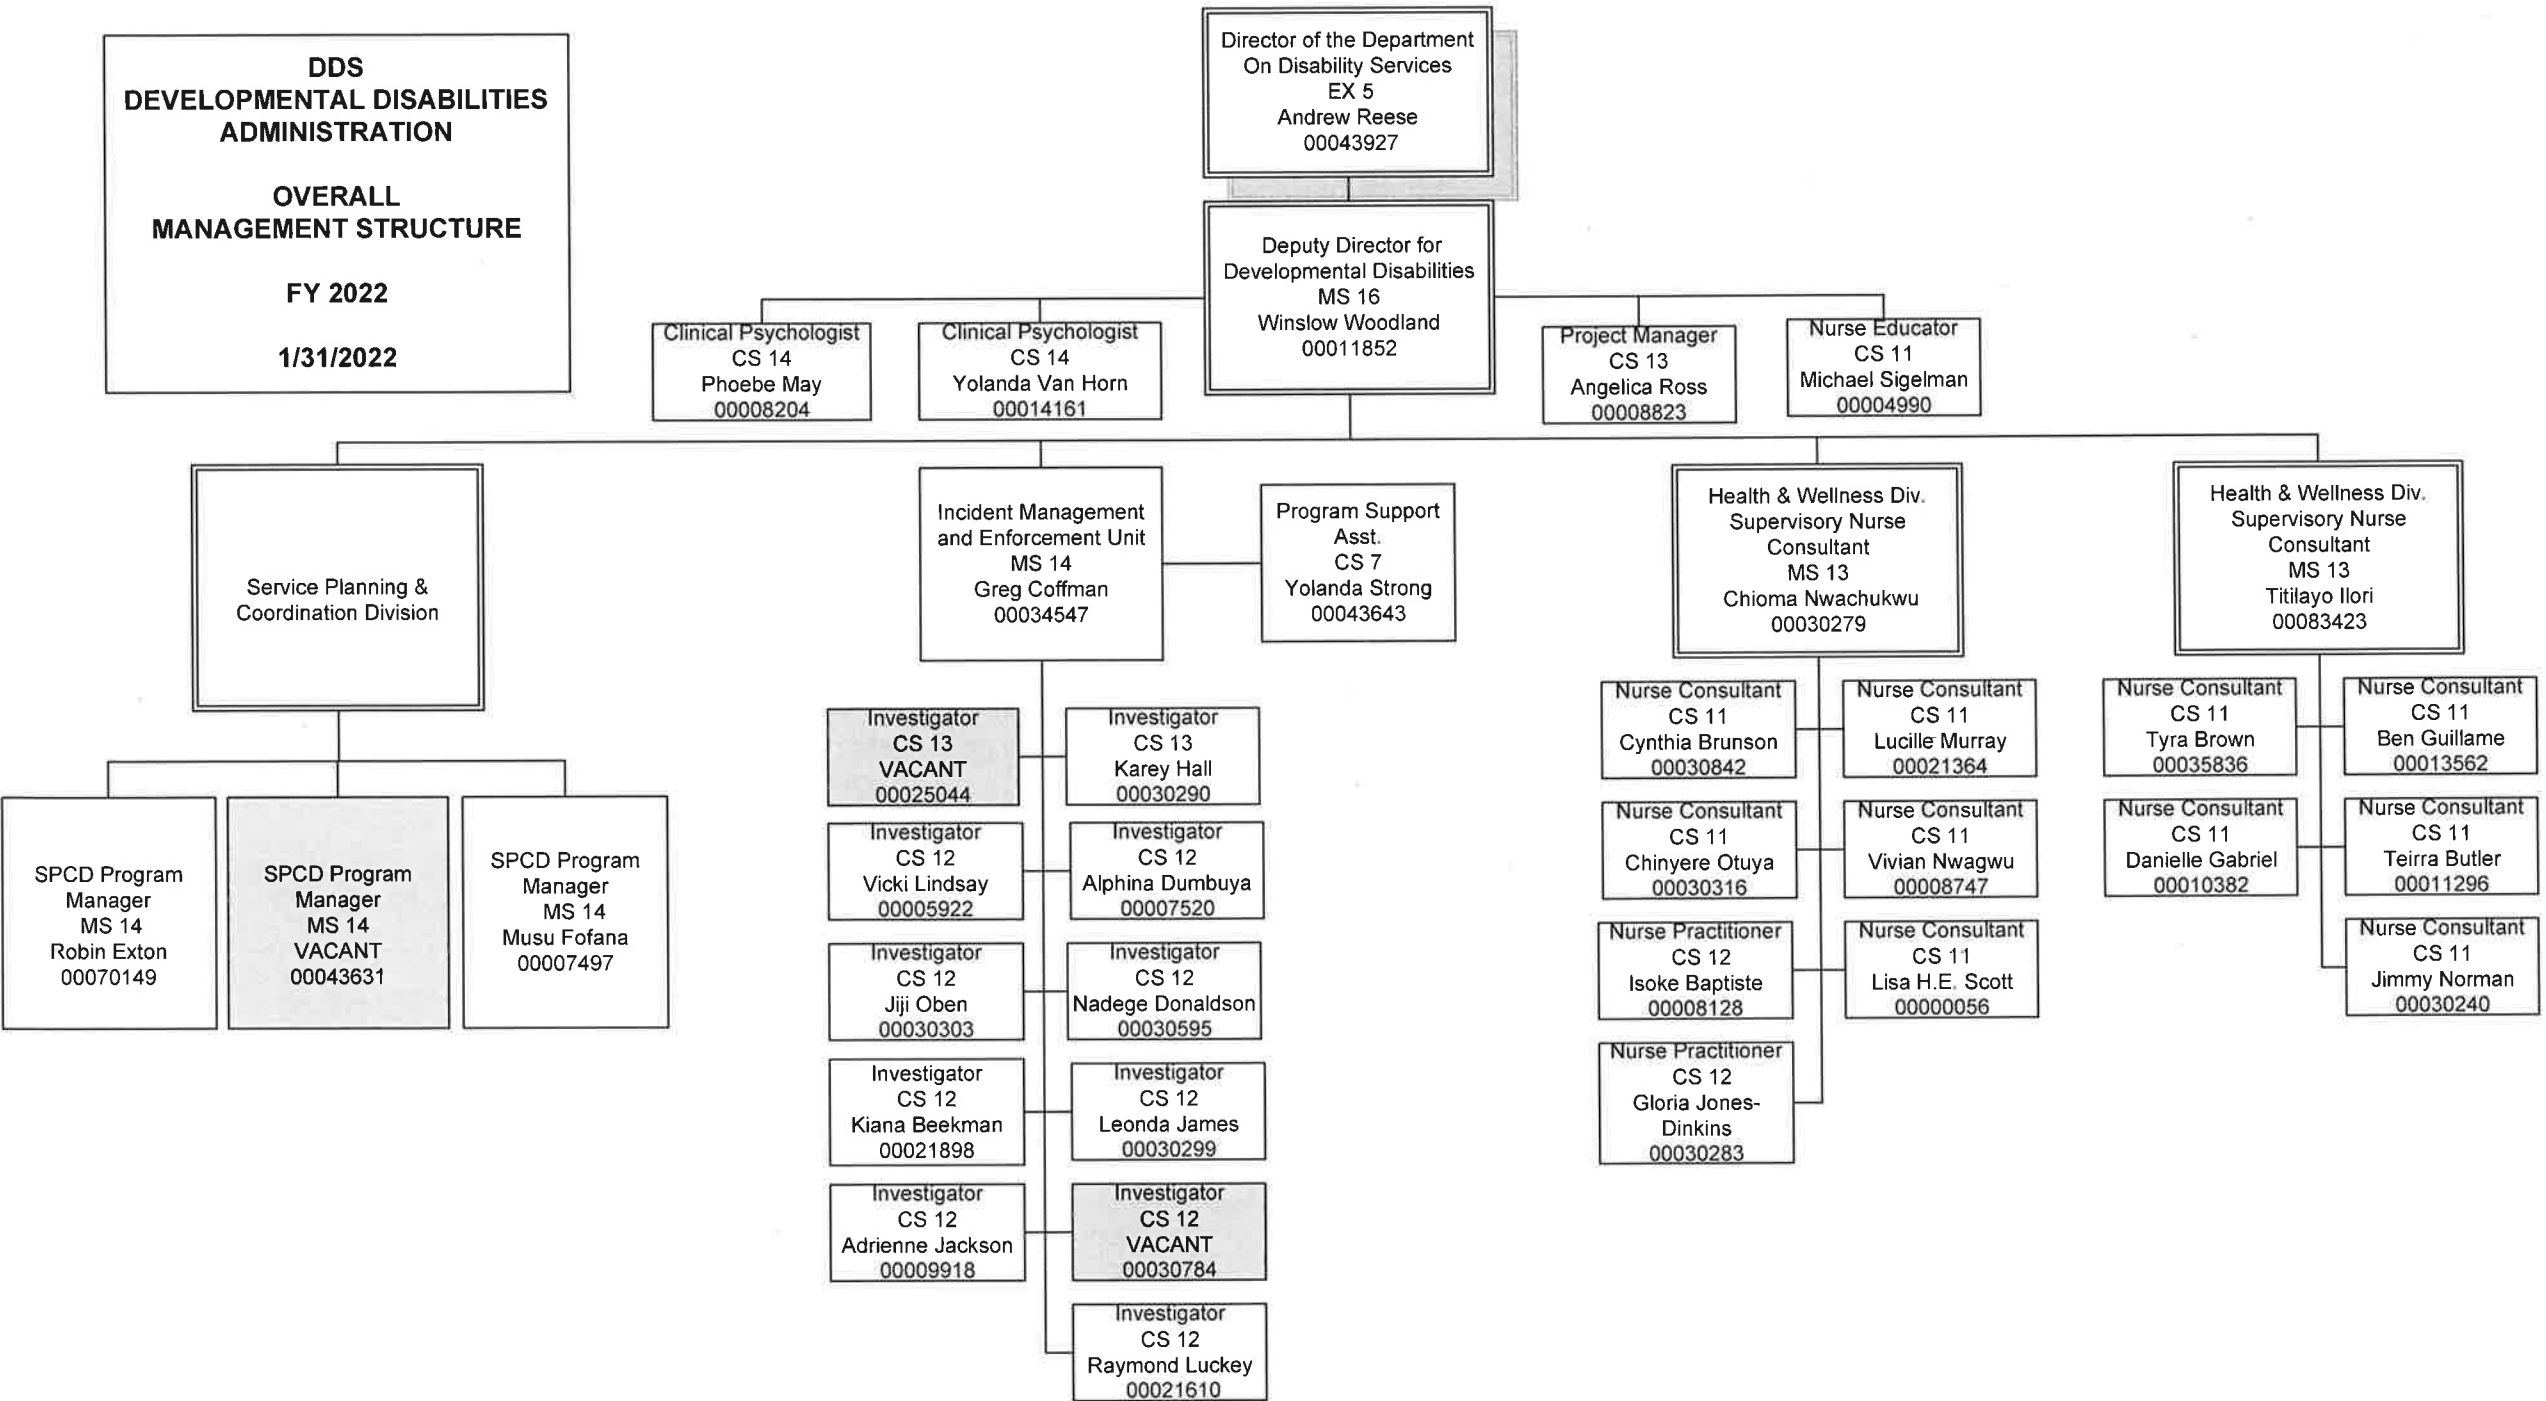 DDS
DEVELOPMENTAL DISABILITIES
ADMINISTRATION
OVERALL
MANAGEMENT STRUCTURE
FY 2022
1/31/2022
Director of the Department
On Disability Services
EX 5
Andrew Reese
00043927
Deputy Director for
Developmental Disabilities
MS 16
Winslow Woodland
00011852
Clinical Psychologist
CS 14
Phoebe May
00008204
Clinical Psychologist
CS 14
Yolanda Van Horn
00014161
Project Manager
CS 13
Angelica Ross
00008823
Nurse Educator
CS 11
Michael Sigelman
00004990
Service Planning &
Coordination Division
SPCD Program
Manager
MS 14
Robin Exton
00070149
SPCD Program
Manager
MS 14
VACANT
00043631
SPCD Program
Manager
MS 14
Musu Fofana
00007497
Incident Management
and Enforcement Unit
MS 14
Greg Coffman
00034547
Program Support
Asst.
CS 7
Yolanda Strong
00043643
Investigator
CS 13
VACANT
00025044
Investigator
CS 13
Karey Hall
00030290
Investigator
CS 12
Vicki Lindsay
00005922
Investigator
CS 12
Alphina Dumbuya
00007520
Investigator
CS 12
Jiji Oben
00030303
Investigator
CS 12
Nadege Donaldson
00030595
Investigator
CS 12
Kiana Beekman
00021898
Investigator
CS 12
Leonda James
00030299
Investigator
CS 12
Adrienne Jackson
00009918
Investigator
CS 12
VACANT
00030784
Investigator
CS 12
Raymond Luckey
00021610
Health & Wellness Div.
Supervisory Nurse
Consultant
MS 13
Chioma Nwachukwu
00030279
Nurse Consultant
CS 11
Cynthia Brunson
00030842
Nurse Consultant
CS 11
Lucille Murray
00021364
Nurse Consultant
CS 11
Chinyere Otuya
00030316
Nurse Consultant
CS 11
Vivian Nwagwu
00008747
Nurse Practitioner
CS 12
Isoke Baptiste
00008128
Nurse Consultant
CS 11
Lisa H.E. Scott
00000056
Nurse Practitioner
CS 12
Gloria Jones-
Dinkins
00030283
Health & Wellness Div.
Supervisory Nurse
Consultant
MS 13
Titilayo Ilori
00083423
Nurse Consultant
CS 11
Tyra Brown
00035836
Nurse Consultant
CS 11
Ben Guillame
00013562
Nurse Consultant
CS 11
Danielle Gabriel
00010382
Nurse Consultant
CS 11
Teirra Butler
00011296
Nurse Consultant
CS 11
Jimmy Norman
00030240